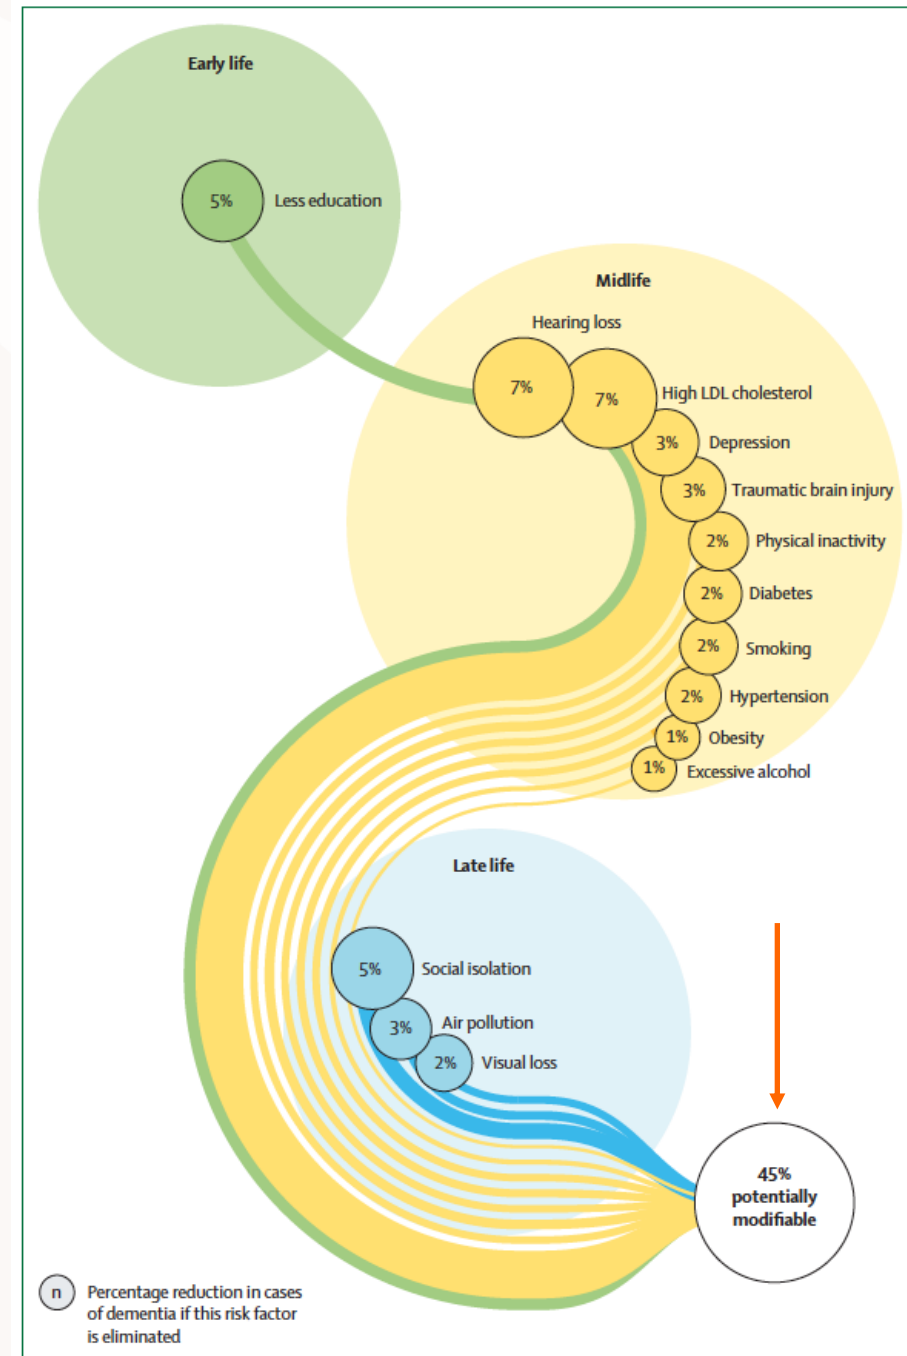 Early life
5%
Less education
Midlife
Hearing loss
7%
7%
High LDL cholesterol
3%
Depression
3%
Traumatic brain injury
2%
Physical inactivity
2%
Diabetes
2%
Smoking
2%
Hypertension
1%
Obesity
1%
Excessive alcohol
Late life
5%
Social isolation
3%
Air pollution
2%
Visual loss
45%
potentially
modifiable
n
Percentage reduction in cases
of dementia if this risk factor
is eliminated